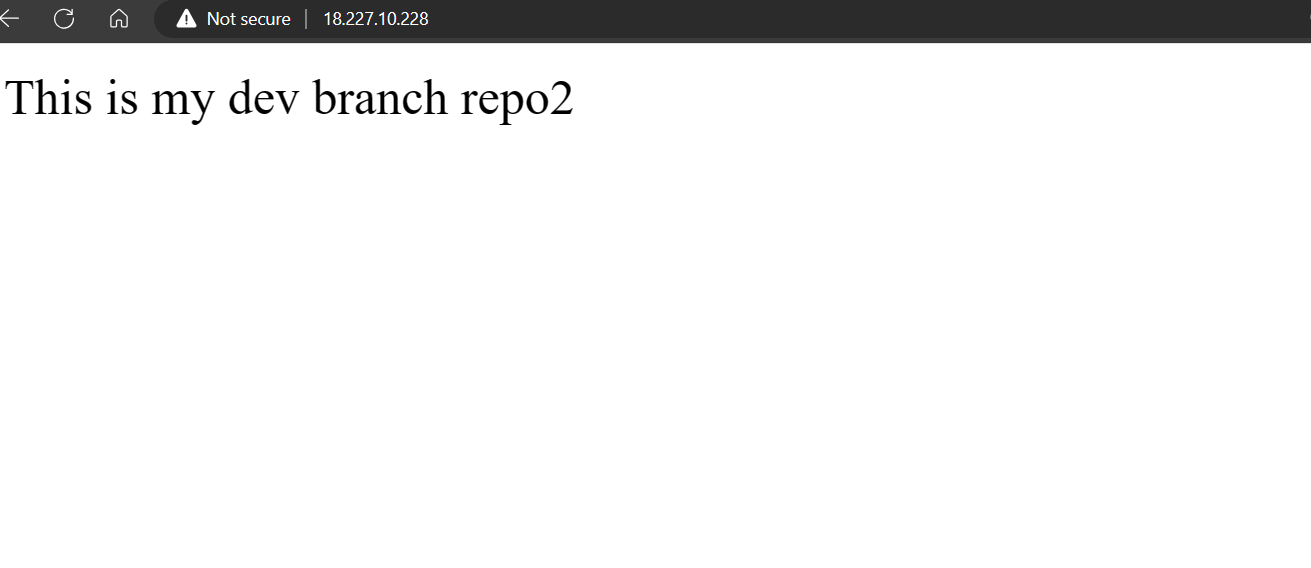 Not secure | 18.227.10.228
This is my dev branch repo2